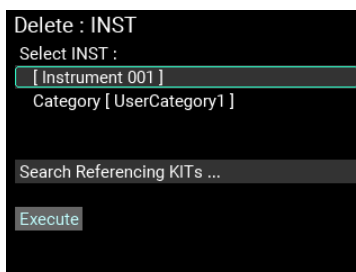 Delete : INST
Select INST :
[ Instrument 001 ]
Category [ UserCategory1 ]
Search Referencing KITs ...
Execute